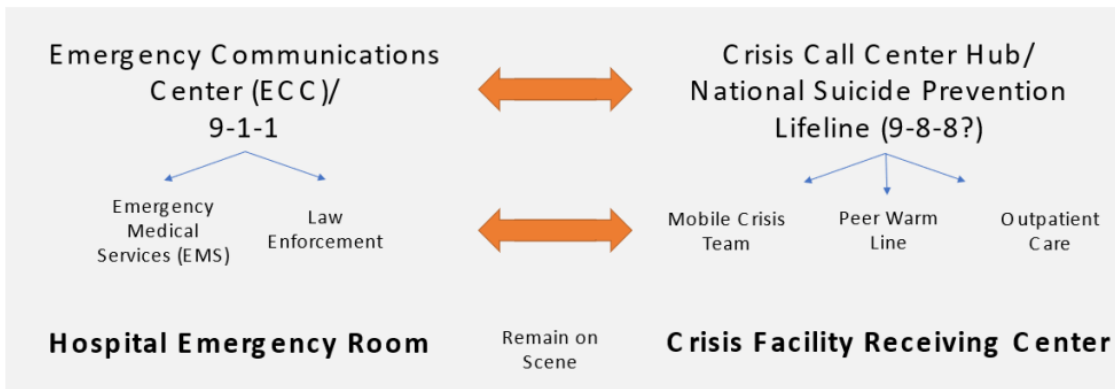 Emergency Communications
Center (ECC)/
9-1-1
Crisis Call Center Hub/
National Suicide Prevention
Lifeline (9-8-8?)
Emergency
Medical
Services (EMS)
Law
Enforcement
Mobile Crisis
Team
Peer Warm
Line
Outpatient
Care
Hospital Emergency Room
Remain on
Scene
Crisis Facility Receiving Center